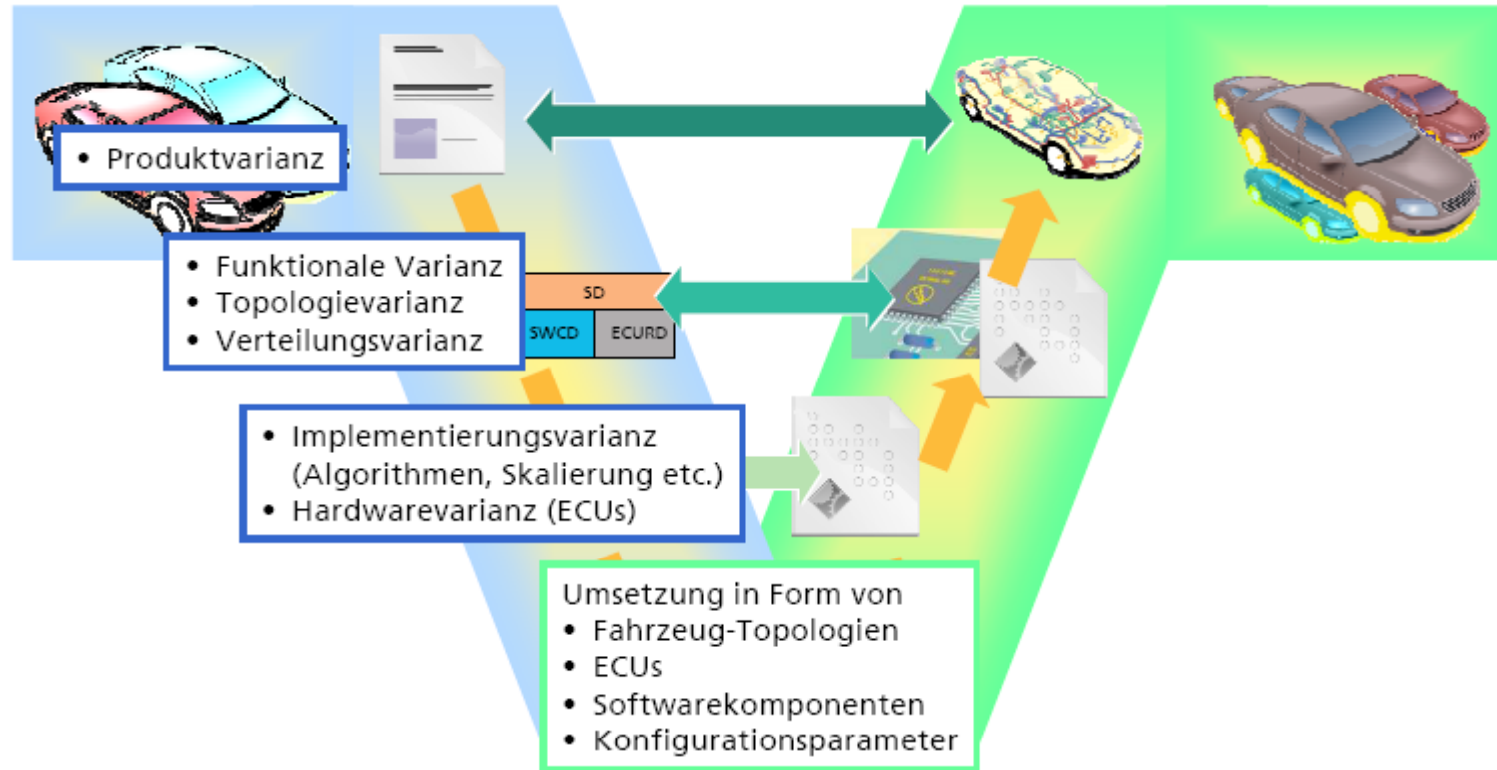 • Produktvarianz
• Funktionale Varianz
• Topologievarianz
• Verteilungsvarianz
SD
SWCD
ECURD
• Implementierungsvarianz
(Algorithmen, Skalierung etc.)
• Hardwarevarianz (ECUs)
Umsetzung in Form von
• Fahrzeug-Topologien
• ECUs
• Softwarekomponenten
• Konfigurationsparameter